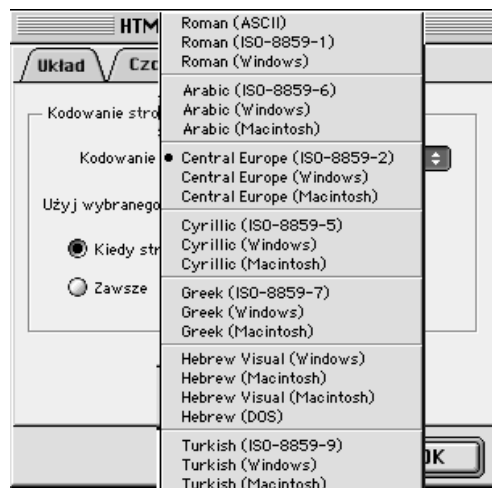 HTM
Układ
Czc
Kodowanie stro
Kodowanie
Użyj wybranego
Kiedy str
Zawsze
Roman (ASCII)
Roman (ISO-8859-1)
Roman (Windows)
Arabic (ISO-8859-6)
Arabic (Windows)
Arabic (Macintosh)
Central Europe (ISO-8859-2)
Central Europe (Windows)
Central Europe (Macintosh)
Cyrillic (ISO-8859-5)
Cyrillic (Windows)
Cyrillic (Macintosh)
Greek (ISO-8859-7)
Greek (Windows)
Greek (Macintosh)
Hebrew Visual (Windows)
Hebrew (Macintosh)
Hebrew Visual (Macintosh)
Hebrew (DOS)
Turkish (ISO-8859-9)
Turkish (Windows)
Turkish (Macintosh)
OK